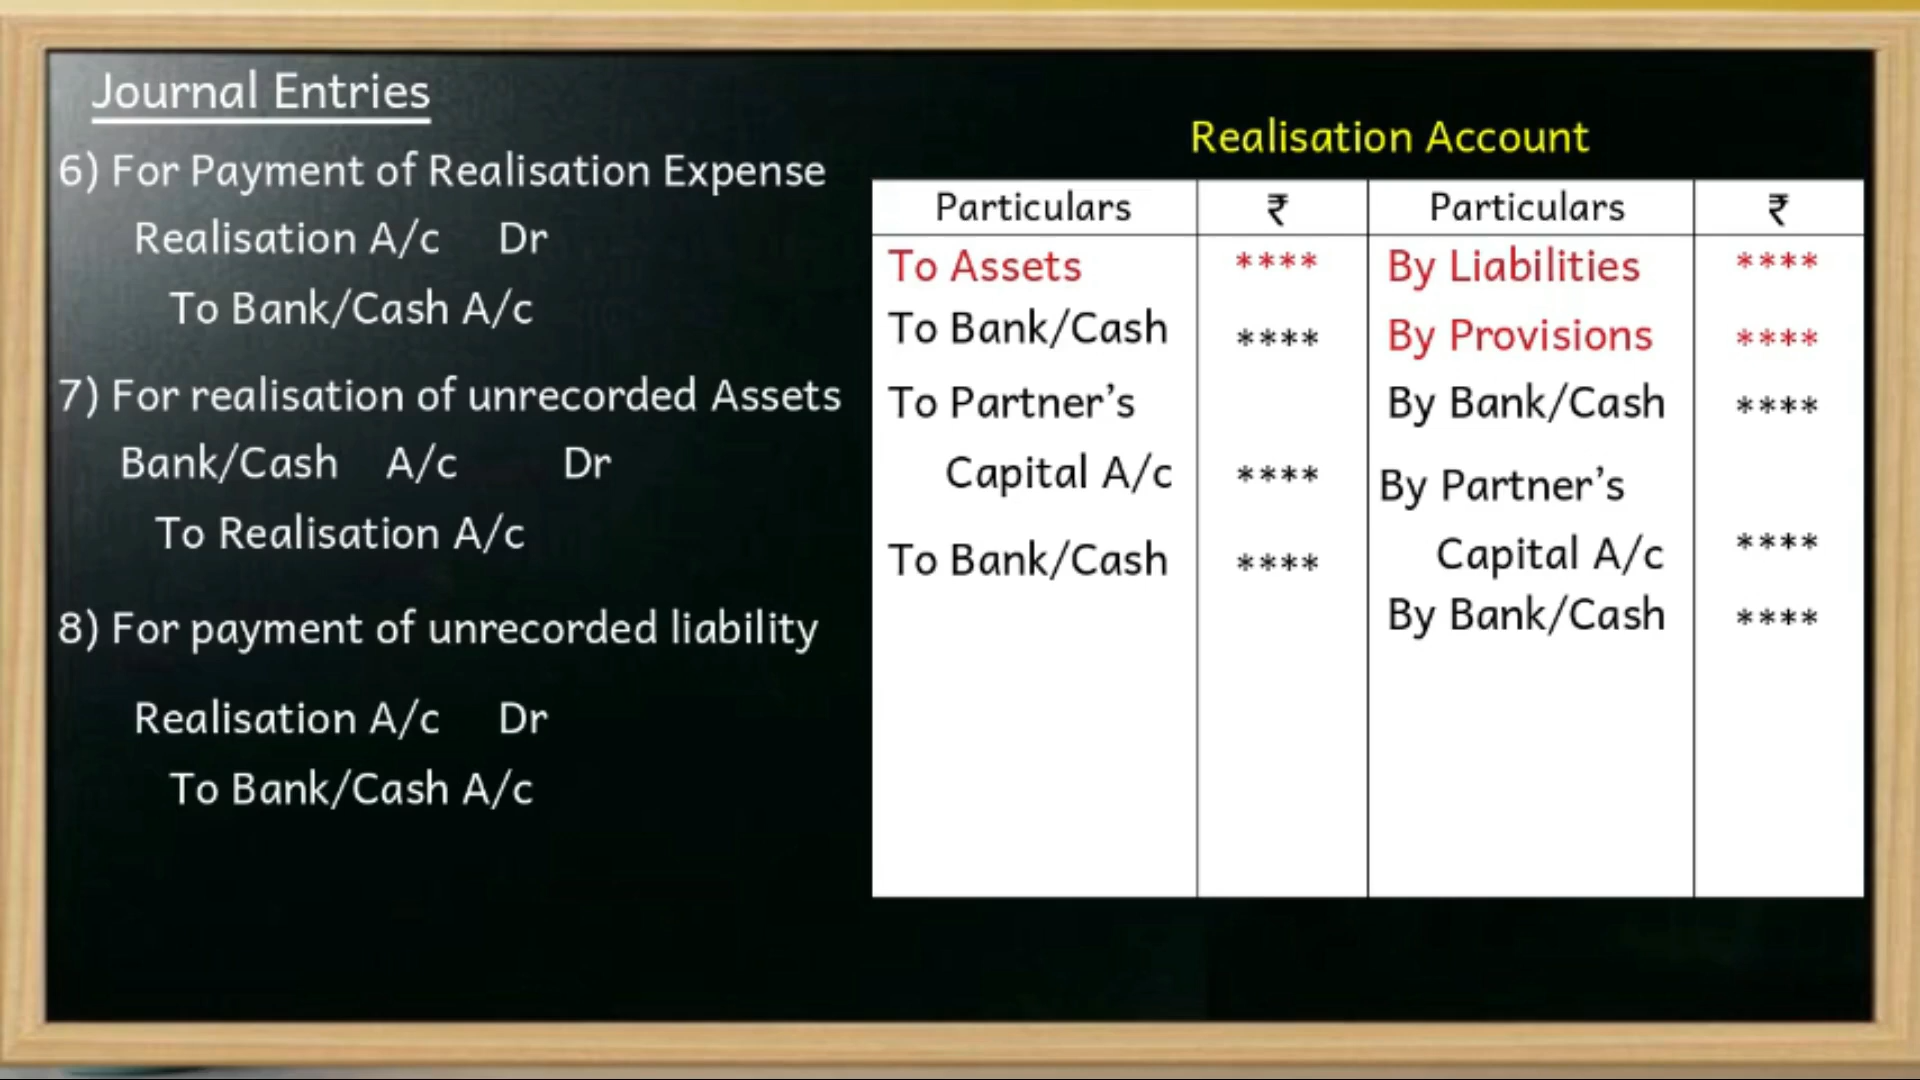 Journal Entries
6) For Payment of Realisation Expense
Realisation A/c Dr
To Bank/Cash A/c
7) For realisation of unrecorded Assets
Bank/Cash A/c Dr
To Realisation A/c
8) For payment of unrecorded liability
Realisation A/c Dr
To Bank/Cash A/c
Realisation Account
Particulars ₹ Particulars ₹
To Assets **** By Liabilities ****
To Bank/Cash **** By Provisions ****
To Partner’s By Bank/Cash ****
Capital A/c **** By Partner’s
Capital A/c ****
To Bank/Cash **** By Bank/Cash ****